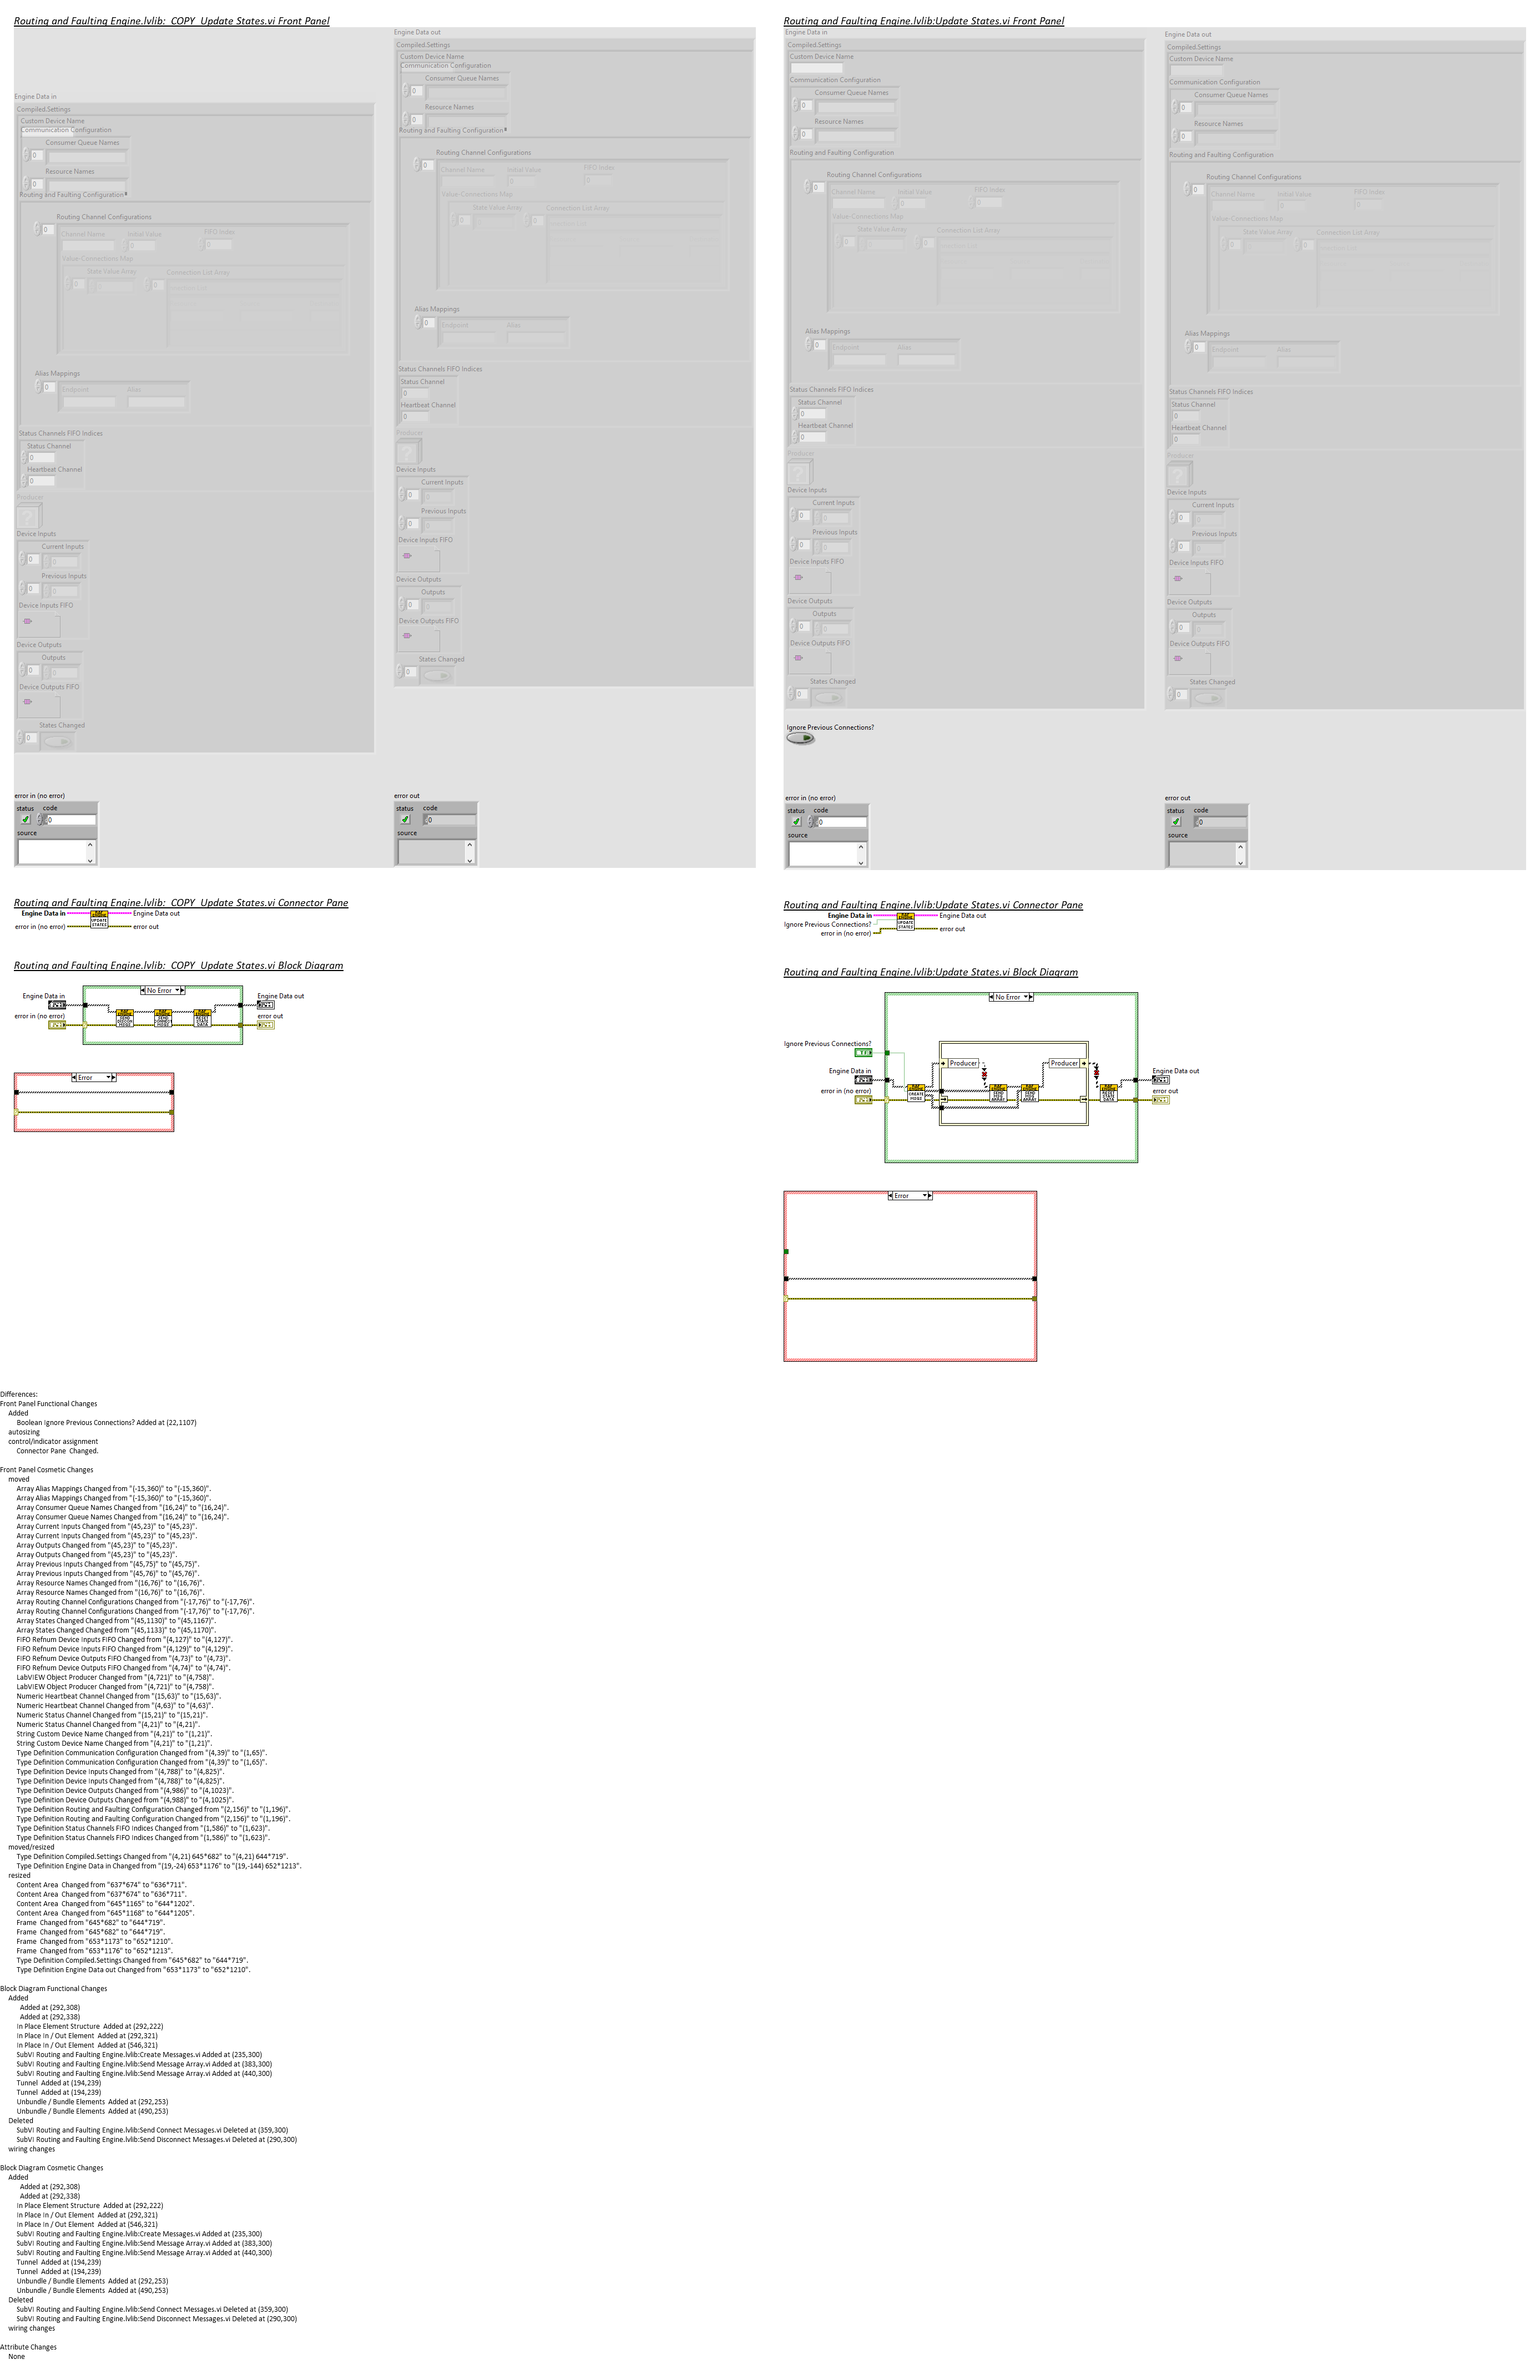 Routing and Faulting Engine.lvlib:_COPY_Update States.vi Front Panel
Engine Data out
Compiled.Settings
Custom Device Name
Communication Configuration
Consumer Queue Names
0
Resource Names
0
Routing and Faulting Configuration
Routing Channel Configurations
0
Channel Name Initial Value FIFO Index
0 0
Value-Connections Map
State Value Array Connection List Array
0 0
Alias Mappings
0
Endpoint Alias
Status Channels FIFO Indices
Status Channel
0
Heartbeat Channel
0
Producer
Device Inputs
Current Inputs
0 0
Previous Inputs
0 0
Device Inputs FIFO
Device Outputs
Outputs
0 0
Device Outputs FIFO
States Changed
0
Engine Data in
Compiled.Settings
Custom Device Name
Communication Configuration
Consumer Queue Names
0
Resource Names
0
Routing and Faulting Configuration
Routing Channel Configurations
0
Channel Name Initial Value FIFO Index
0 0
Value-Connections Map
State Value Array Connection List Array
0 0
Alias Mappings
0
Endpoint Alias
Status Channels FIFO Indices
Status Channel
0
Heartbeat Channel
0
Producer
Device Inputs
Current Inputs
0 0
Previous Inputs
0 0
Device Inputs FIFO
Device Outputs
Outputs
0 0
Device Outputs FIFO
States Changed
0
error in (no error)
status code
0
source
error out
status code
0
source
Routing and Faulting Engine.lvlib:Update States.vi Front Panel
Engine Data in
Compiled.Settings
Custom Device Name
Communication Configuration
Consumer Queue Names
0
Resource Names
0
Routing and Faulting Configuration
Routing Channel Configurations
0
Channel Name Initial Value FIFO Index
0 0
Value-Connections Map
State Value Array Connection List Array
0 0
Alias Mappings
0
Endpoint Alias
Status Channels FIFO Indices
Status Channel
0
Heartbeat Channel
0
Producer
Device Inputs
Current Inputs
0 0
Previous Inputs
0 0
Device Inputs FIFO
Device Outputs
Outputs
0 0
Device Outputs FIFO
States Changed
0
Ignore Previous Connections?
Engine Data out
Compiled.Settings
Custom Device Name
Communication Configuration
Consumer Queue Names
0
Resource Names
0
Routing and Faulting Configuration
Routing Channel Configurations
0
Channel Name Initial Value FIFO Index
0 0
Value-Connections Map
State Value Array Connection List Array
0 0
Alias Mappings
0
Endpoint Alias
Status Channels FIFO Indices
Status Channel
0
Heartbeat Channel
0
Producer
Device Inputs
Current Inputs
0 0
Previous Inputs
0 0
Device Inputs FIFO
Device Outputs
Outputs
0 0
Device Outputs FIFO
States Changed
0
error in (no error)
status code
0
source
error out
status code
0
source
Routing and Faulting Engine.lvlib:_COPY_Update States.vi Connector Pane
Engine Data in Engine Data out
UPDATE
STATES
error in (no error) error out
Routing and Faulting Engine.lvlib:Update States.vi Connector Pane
Engine Data in Engine Data out
Ignore Previous Connections?
UPDATE
STATES
error in (no error) error out
Routing and Faulting Engine.lvlib:_COPY_Update States.vi Block Diagram
No Error
Engine Data in Engine Data out
error in (no error) error out
Error
Routing and Faulting Engine.lvlib:Update States.vi Block Diagram
No Error
Ignore Previous Connections?
TF
Producer Producer
Engine Data in Engine Data out
error in (no error) error out
Error
Differences:
Front Panel Functional Changes
Added
Boolean Ignore Previous Connections? Added at (22,1107)
autosizing
control/indicator assignment
Connector Pane Changed.
Front Panel Cosmetic Changes
moved
Array Alias Mappings Changed from "(-15,360)" to "(-15,360)".
Array Alias Mappings Changed from "(-15,360)" to "(-15,360)".
Array Consumer Queue Names Changed from "(16,24)" to "(16,24)".
Array Consumer Queue Names Changed from "(16,24)" to "(16,24)".
Array Current Inputs Changed from "(45,23)" to "(45,23)".
Array Current Inputs Changed from "(45,23)" to "(45,23)".
Array Outputs Changed from "(45,23)" to "(45,23)".
Array Outputs Changed from "(45,23)" to "(45,23)".
Array Previous Inputs Changed from "(45,75)" to "(45,75)".
Array Previous Inputs Changed from "(45,76)" to "(45,76)".
Array Resource Names Changed from "(16,76)" to "(16,76)".
Array Resource Names Changed from "(16,76)" to "(16,76)".
Array Routing Channel Configurations Changed from "(-17,76)" to "(-17,76)".
Array Routing Channel Configurations Changed from "(-17,76)" to "(-17,76)".
Array States Changed Changed from "(45,1130)" to "(45,1167)".
Array States Changed Changed from "(45,1133)" to "(45,1170)".
FIFO Refnum Device Inputs FIFO Changed from "(4,127)" to "(4,127)".
FIFO Refnum Device Inputs FIFO Changed from "(4,129)" to "(4,129)".
FIFO Refnum Device Outputs FIFO Changed from "(4,73)" to "(4,73)".
FIFO Refnum Device Outputs FIFO Changed from "(4,74)" to "(4,74)".
LabVIEW Object Producer Changed from "(4,721)" to "(4,758)".
LabVIEW Object Producer Changed from "(4,721)" to "(4,758)".
Numeric Heartbeat Channel Changed from "(15,63)" to "(15,63)".
Numeric Heartbeat Channel Changed from "(4,63)" to "(4,63)".
Numeric Status Channel Changed from "(15,21)" to "(15,21)".
Numeric Status Channel Changed from "(4,21)" to "(4,21)".
String Custom Device Name Changed from "(4,21)" to "(1,21)".
String Custom Device Name Changed from "(4,21)" to "(1,21)".
Type Definition Communication Configuration Changed from "(4,39)" to "(1,65)".
Type Definition Communication Configuration Changed from "(4,39)" to "(1,65)".
Type Definition Device Inputs Changed from "(4,788)" to "(4,825)".
Type Definition Device Inputs Changed from "(4,788)" to "(4,825)".
Type Definition Device Outputs Changed from "(4,986)" to "(4,1023)".
Type Definition Device Outputs Changed from "(4,988)" to "(4,1025)".
Type Definition Routing and Faulting Configuration Changed from "(2,156)" to "(1,196)".
Type Definition Routing and Faulting Configuration Changed from "(2,156)" to "(1,196)".
Type Definition Status Channels FIFO Indices Changed from "(1,586)" to "(1,623)".
Type Definition Status Channels FIFO Indices Changed from "(1,586)" to "(1,623)".
moved/resized
Type Definition Compiled.Settings Changed from "(4,21) 645*682" to "(4,21) 644*719".
Type Definition Engine Data in Changed from "(19,-24) 653*1176" to "(19,-144) 652*1213".
resized
Content Area Changed from "637*674" to "636*711".
Content Area Changed from "637*674" to "636*711".
Content Area Changed from "645*1165" to "644*1202".
Content Area Changed from "645*1168" to "644*1205".
Frame Changed from "645*682" to "644*719".
Frame Changed from "645*682" to "644*719".
Frame Changed from "653*1173" to "652*1210".
Frame Changed from "653*1176" to "652*1213".
Type Definition Compiled.Settings Changed from "645*682" to "644*719".
Type Definition Engine Data out Changed from "653*1173" to "652*1210".
Block Diagram Functional Changes
Added
Added at (292,308)
Added at (292,338)
In Place Element Structure Added at (292,222)
In Place In / Out Element Added at (292,321)
In Place In / Out Element Added at (546,321)
SubVI Routing and Faulting Engine.lvlib:Create Messages.vi Added at (235,300)
SubVI Routing and Faulting Engine.lvlib:Send Message Array.vi Added at (383,300)
SubVI Routing and Faulting Engine.lvlib:Send Message Array.vi Added at (440,300)
Tunnel Added at (194,239)
Tunnel Added at (194,239)
Unbundle / Bundle Elements Added at (292,253)
Unbundle / Bundle Elements Added at (490,253)
Deleted
SubVI Routing and Faulting Engine.lvlib:Send Connect Messages.vi Deleted at (359,300)
SubVI Routing and Faulting Engine.lvlib:Send Disconnect Messages.vi Deleted at (290,300)
wiring changes
Block Diagram Cosmetic Changes
Added
Added at (292,308)
Added at (292,338)
In Place Element Structure Added at (292,222)
In Place In / Out Element Added at (292,321)
In Place In / Out Element Added at (546,321)
SubVI Routing and Faulting Engine.lvlib:Create Messages.vi Added at (235,300)
SubVI Routing and Faulting Engine.lvlib:Send Message Array.vi Added at (383,300)
SubVI Routing and Faulting Engine.lvlib:Send Message Array.vi Added at (440,300)
Tunnel Added at (194,239)
Tunnel Added at (194,239)
Unbundle / Bundle Elements Added at (292,253)
Unbundle / Bundle Elements Added at (490,253)
Deleted
SubVI Routing and Faulting Engine.lvlib:Send Connect Messages.vi Deleted at (359,300)
SubVI Routing and Faulting Engine.lvlib:Send Disconnect Messages.vi Deleted at (290,300)
wiring changes
Attribute Changes
None